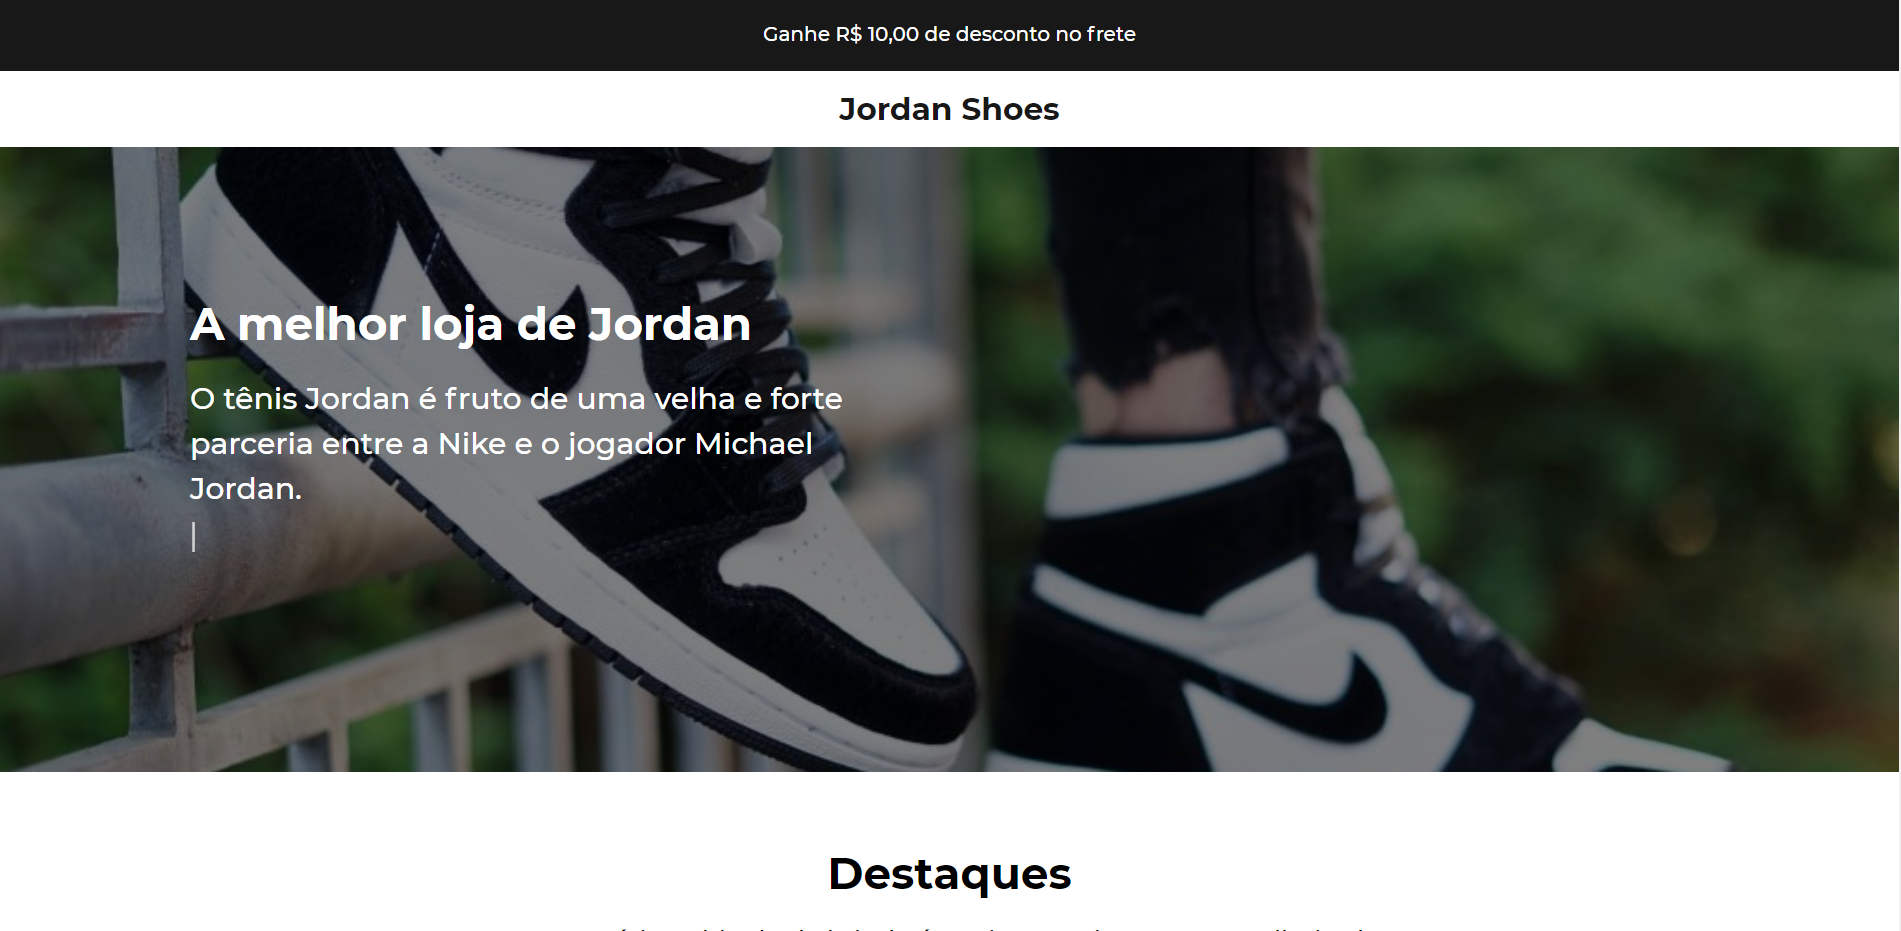 Ganhe R$ 10,00 de desconto no frete
Jordan Shoes
A melhor loja de Jordan
O tênis Jordan é fruto de uma velha e forte
parceria entre a Nike e o jogador Michael
Jordan.
|
Destaques